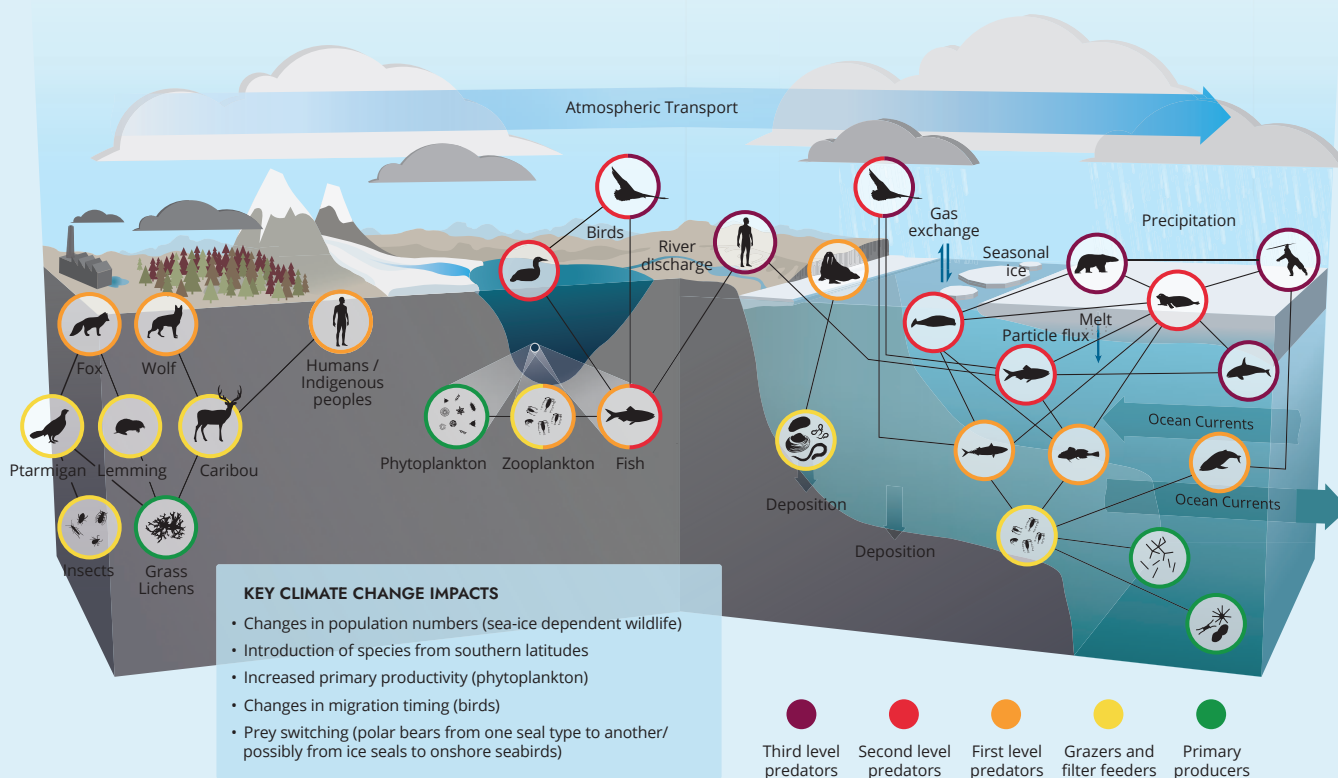 Atmospheric Transport
Birds
River
discharge
Gas
exchange
Seasonal
ice
Precipitation
Melt
Particle flux
Fox
Wolf
Humans /
Indigenous
peoples
Ptarmigan
Lemming
Caribou
Phytoplankton
Zooplankton
Fish
Ocean Currents
Ocean Currents
Deposition
Deposition
Insects
Grass
Lichens
KEY CLIMATE CHANGE IMPACTS
• Changes in population numbers (sea-ice dependent wildlife)
• Introduction of species from southern latitudes
• Increased primary productivity (phytoplankton)
• Changes in migration timing (birds)
• Prey switching (polar bears from one seal type to another/
possibly from ice seals to onshore seabirds)
Third level
predators
Second level
predators
First level
predators
Grazers and
filter feeders
Primary
producers